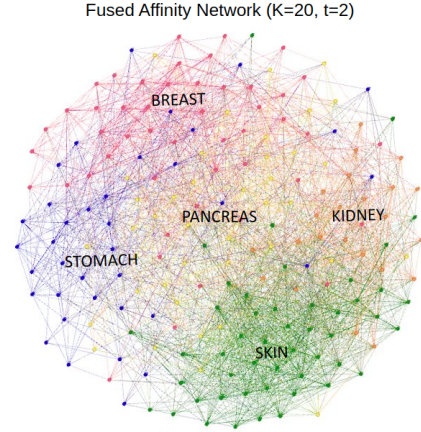 Fused Affinity Network (K=20, t=2)
BREAST
PANCREAS
KIDNEY
STOMACH
SKIN